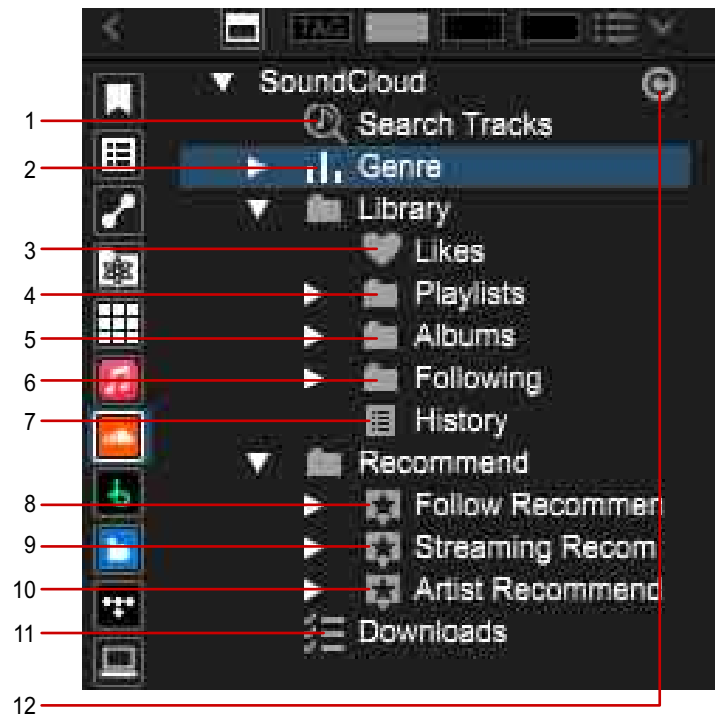 TAG
SoundCloud
1 Search Tracks
2 Genre
Library
3 Likes
4 Playlists
5 Albums
6 Following
7 History
Recommend
8 Follow Recommen
9 Streaming Recom
10 Artist Recommend
11 Downloads
12